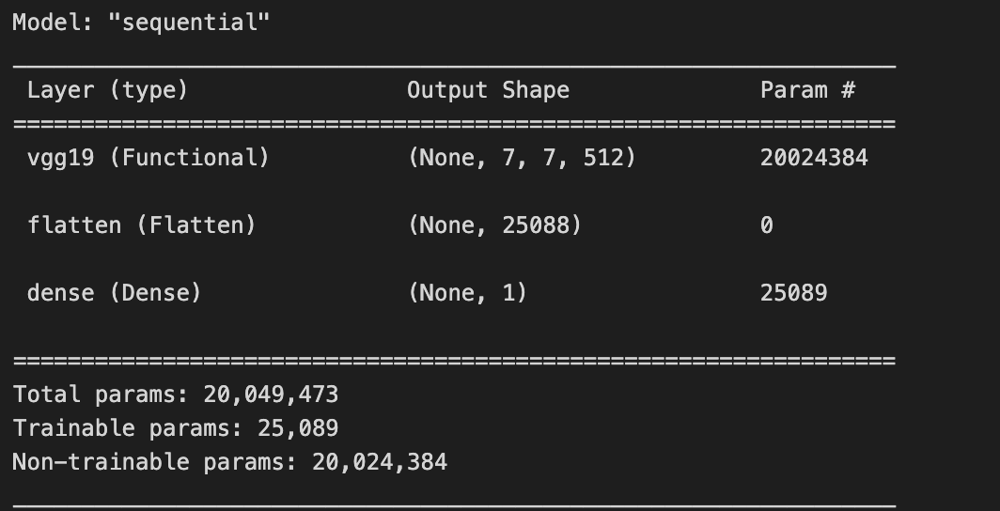 Model: "sequential"
Layer (type) Output Shape Param #
=================================================================
vgg19 (Functional) (None, 7, 7, 512) 20024384
flatten (Flatten) (None, 25088) 0
dense (Dense) (None, 1) 25089
=================================================================
Total params: 20,049,473
Trainable params: 25,089
Non-trainable params: 20,024,384